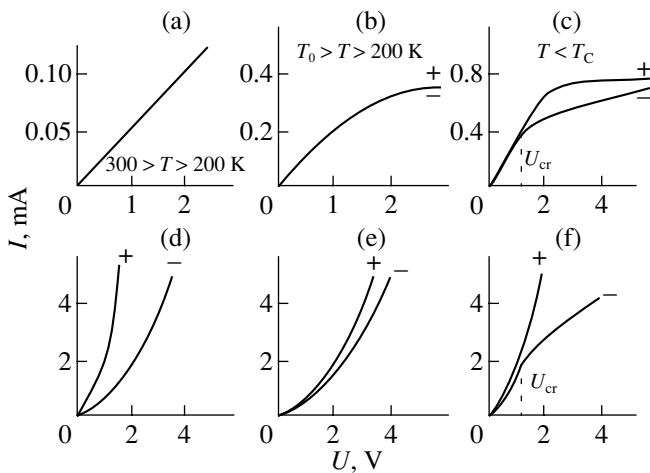 (a) (b) (c)
0.10 0.4 0.8
T₀ > T > 200 K T < T_C
+ − + −
0.05 0.2 0.4
300 > T > 200 K U_cr
0 1 2 0 1 2 0 2 4
I, mA
(d) (e) (f)
+ − + − + −
4 4 4
2 2 2
U_cr
0 2 4 0 2 4 0 2 4
U, V